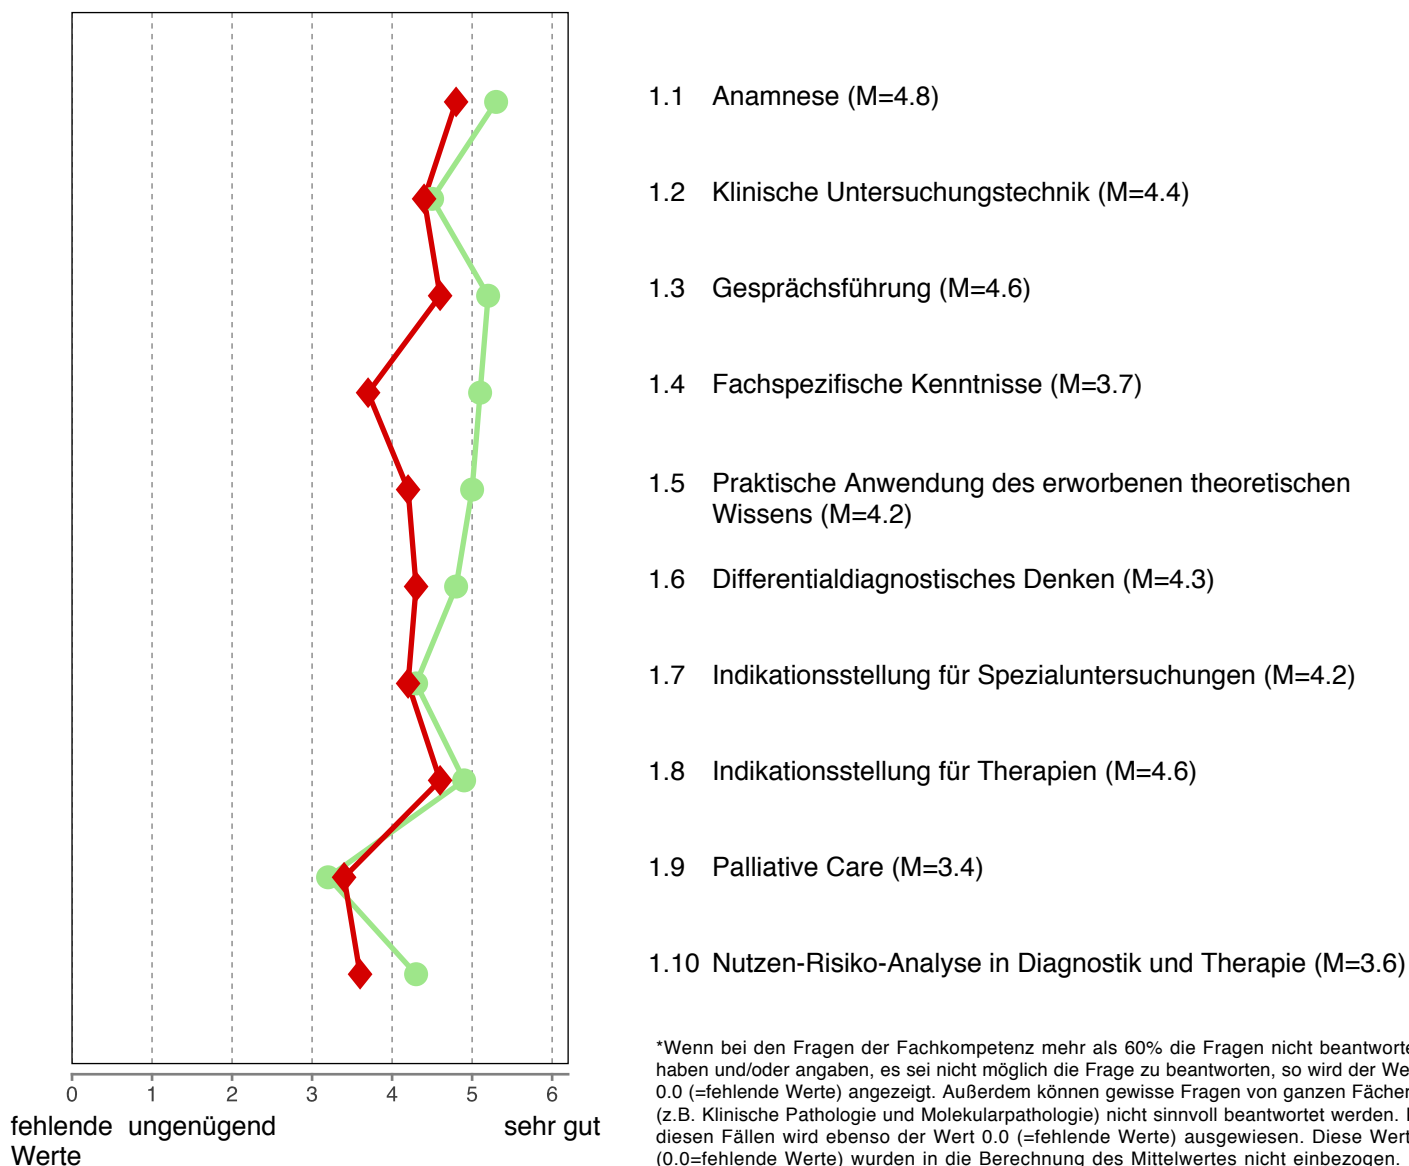 1.1 Anamnese (M=4.8)
1.2 Klinische Untersuchungstechnik (M=4.4)
1.3 Gesprächsführung (M=4.6)
1.4 Fachspezifische Kenntnisse (M=3.7)
1.5 Praktische Anwendung des erworbenen theoretischen
Wissens (M=4.2)
1.6 Differentialdiagnostisches Denken (M=4.3)
1.7 Indikationsstellung für Spezialuntersuchungen (M=4.2)
1.8 Indikationsstellung für Therapien (M=4.6)
1.9 Palliative Care (M=3.4)
1.10 Nutzen-Risiko-Analyse in Diagnostik und Therapie (M=3.6)
0 1 2 3 4 5 6
fehlende ungenügend sehr gut
Werte
*Wenn bei den Fragen der Fachkompetenz mehr als 60% die Fragen nicht beantworte
haben und/oder angaben, es sei nicht möglich die Frage zu beantworten, so wird der We
0.0 (=fehlende Werte) angezeigt. Außerdem können gewisse Fragen von ganzen Fächer
(z.B. Klinische Pathologie und Molekularpathologie) nicht sinnvoll beantwortet werden.
diesen Fällen wird ebenso der Wert 0.0 (=fehlende Werte) ausgewiesen. Diese Wert
(0.0=fehlende Werte) wurden in die Berechnung des Mittelwertes nicht einbezogen.